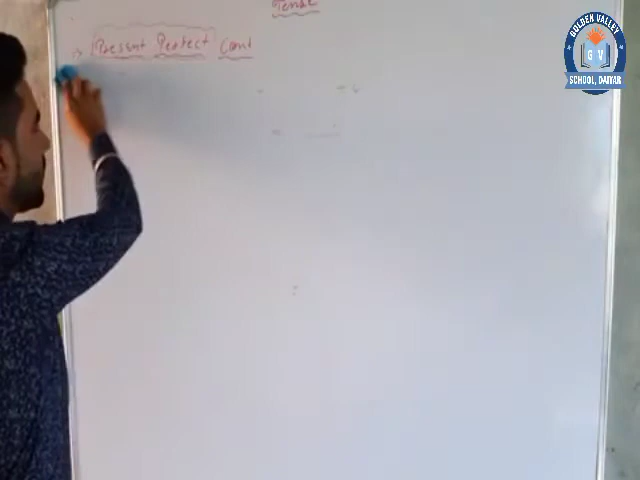 Tense
→ Present Perfect Cont
GOLDEN VALLEY
G V
SCHOOL, DAIYAR